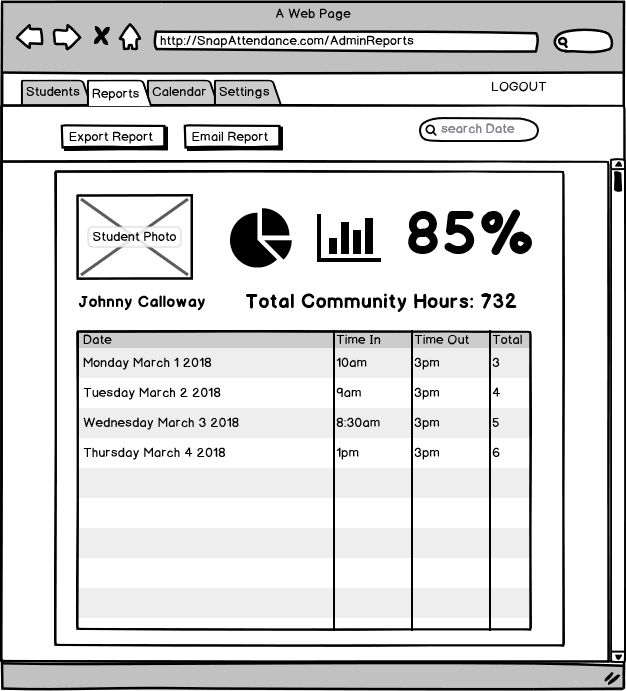 A Web Page
http://SnapAttendance.com/AdminReports
Students Reports Calendar Settings LOGOUT
Export Report Email Report search Date
Student Photo 85%
Johnny Calloway Total Community Hours: 732
Date Time In Time Out Total
Monday March 1 2018 10am 3pm 3
Tuesday March 2 2018 9am 3pm 4
Wednesday March 3 2018 8:30am 3pm 5
Thursday March 4 2018 1pm 3pm 6